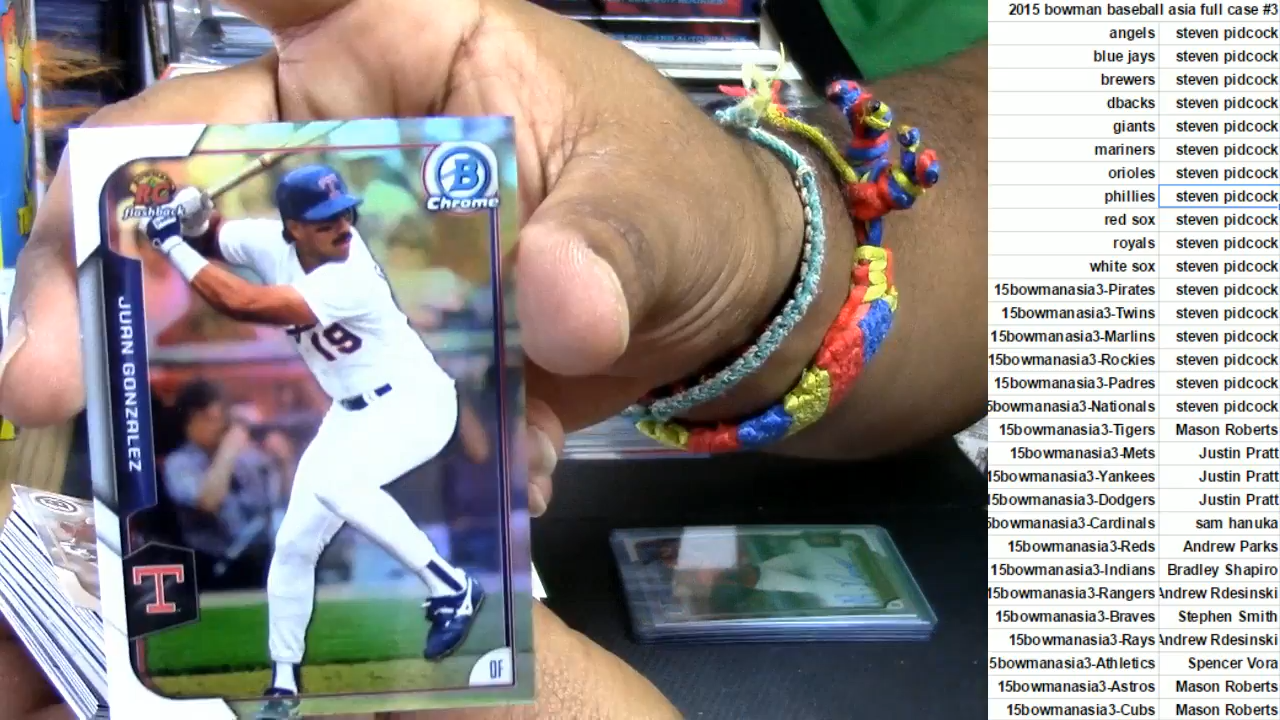 B
Chrome
RC
flashback
19
JUAN GONZALEZ
T
OF
2015 bowman baseball asia full case #3
angels steven pidcock
blue jays steven pidcock
brewers steven pidcock
dbacks steven pidcock
giants steven pidcock
mariners steven pidcock
orioles steven pidcock
phillies steven pidcock
red sox steven pidcock
royals steven pidcock
white sox steven pidcock
15bowmanasia3-Pirates steven pidcock
15bowmanasia3-Twins steven pidcock
15bowmanasia3-Marlins steven pidcock
15bowmanasia3-Rockies steven pidcock
15bowmanasia3-Padres steven pidcock
5bowmanasia3-Nationals steven pidcock
15bowmanasia3-Tigers Mason Roberts
15bowmanasia3-Mets Justin Pratt
15bowmanasia3-Yankees Justin Pratt
15bowmanasia3-Dodgers Justin Pratt
5bowmanasia3-Cardinals sam hanuka
15bowmanasia3-Reds Andrew Parks
15bowmanasia3-Indians Bradley Shapiro
15bowmanasia3-Rangers Andrew Rdesinski
15bowmanasia3-Braves Stephen Smith
15bowmanasia3-Rays Andrew Rdesinski
5bowmanasia3-Athletics Spencer Vora
15bowmanasia3-Astros Mason Roberts
15bowmanasia3-Cubs Mason Roberts